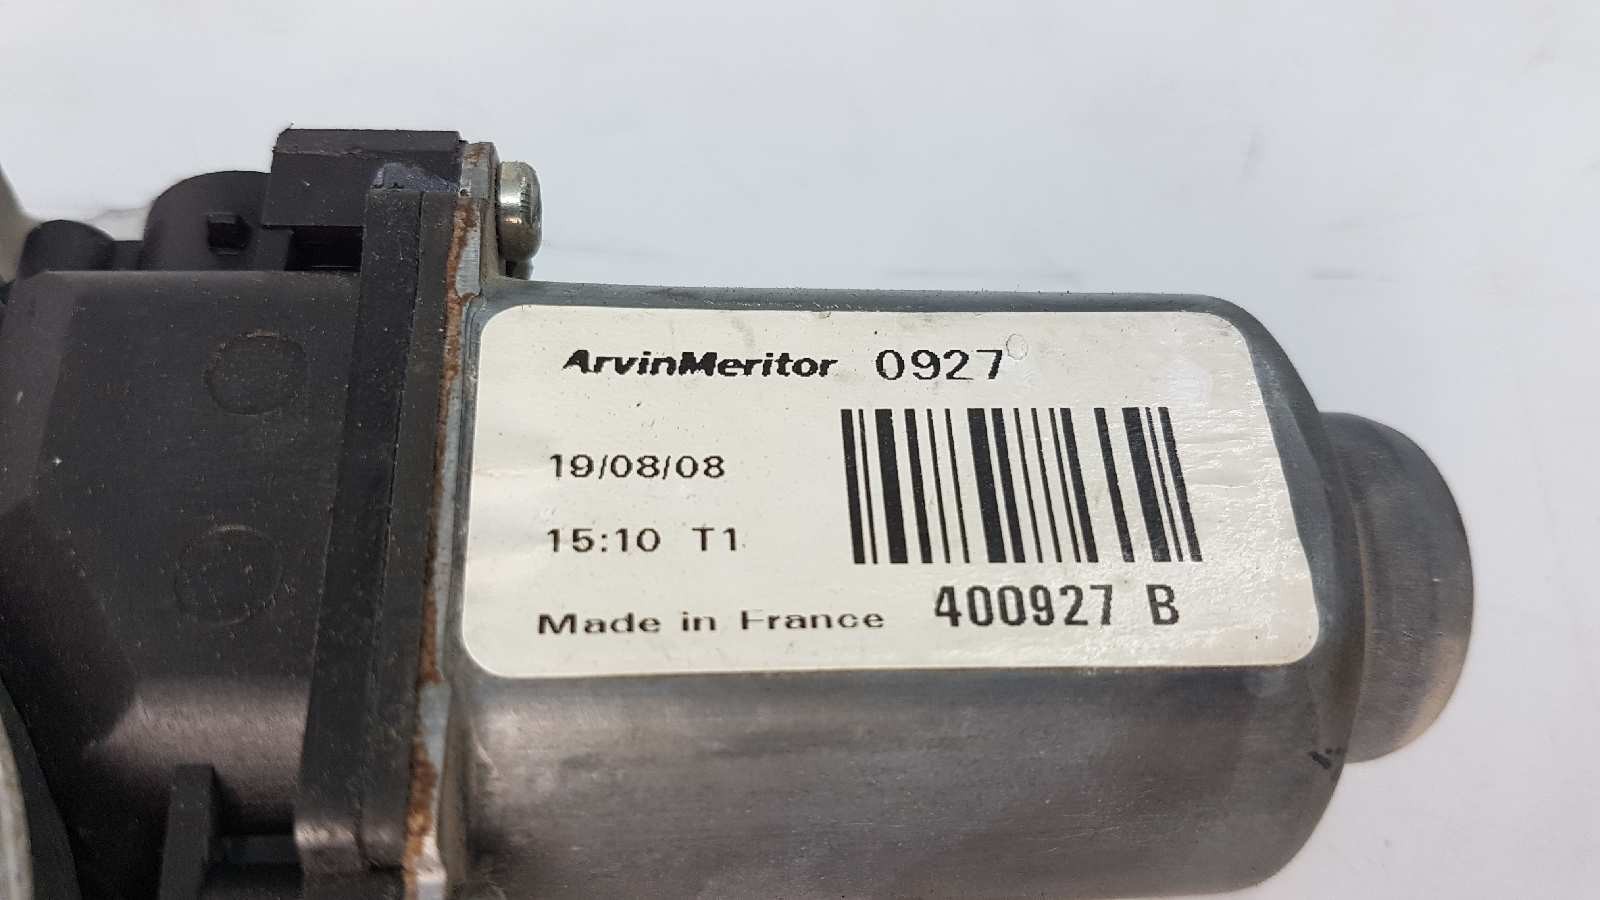 ArvinMeritor 0927
19/08/08
15:10 T1
Made in France 400927 B